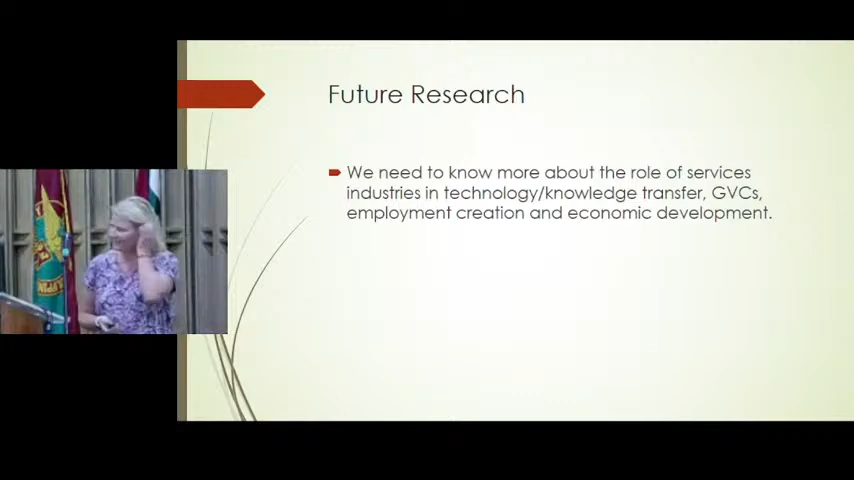 Future Research
We need to know more about the role of services
industries in technology/knowledge transfer, GVCs,
employment creation and economic development.